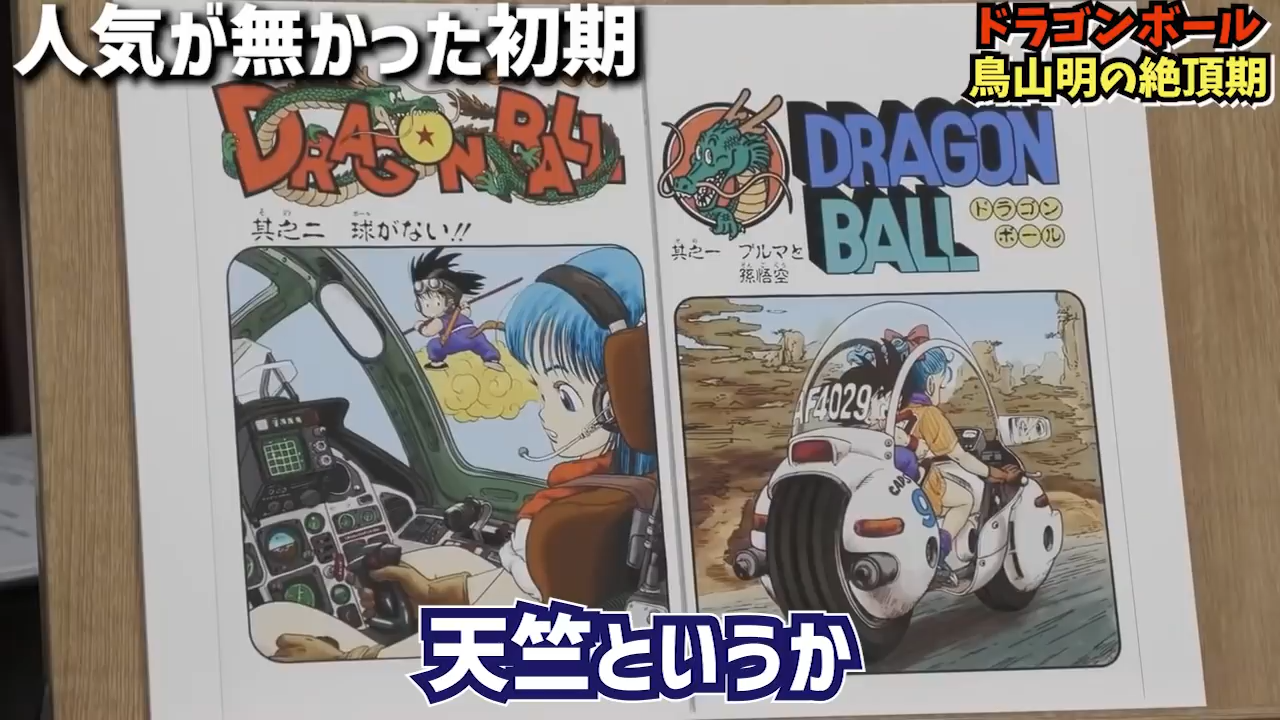 人気が無かった初期
ドラゴンボール
鳥山明の絶頂期
DRAGON BALL
其之二 球がない!!
DRAGON
BALL
ドラゴン
ボール
其之一 ブルマと
孫悟空
AF4029
CAPS
9
天竺というか